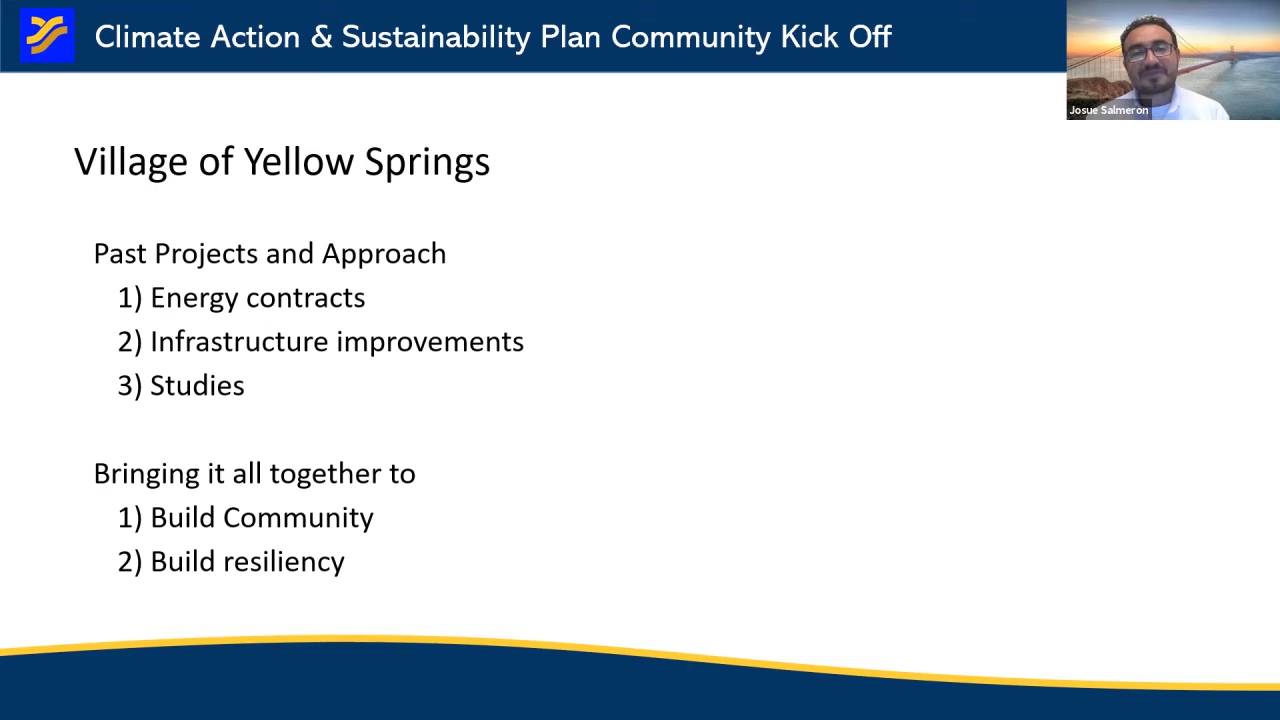 Climate Action & Sustainability Plan Community Kick Off
Josue Salmeron
Village of Yellow Springs
Past Projects and Approach
1) Energy contracts
2) Infrastructure improvements
3) Studies
Bringing it all together to
1) Build Community
2) Build resiliency